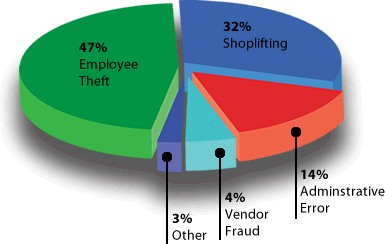 47%
Employee
Theft
32%
Shoplifting
14%
Adminstrative
Error
4%
Vendor
Fraud
3%
Other